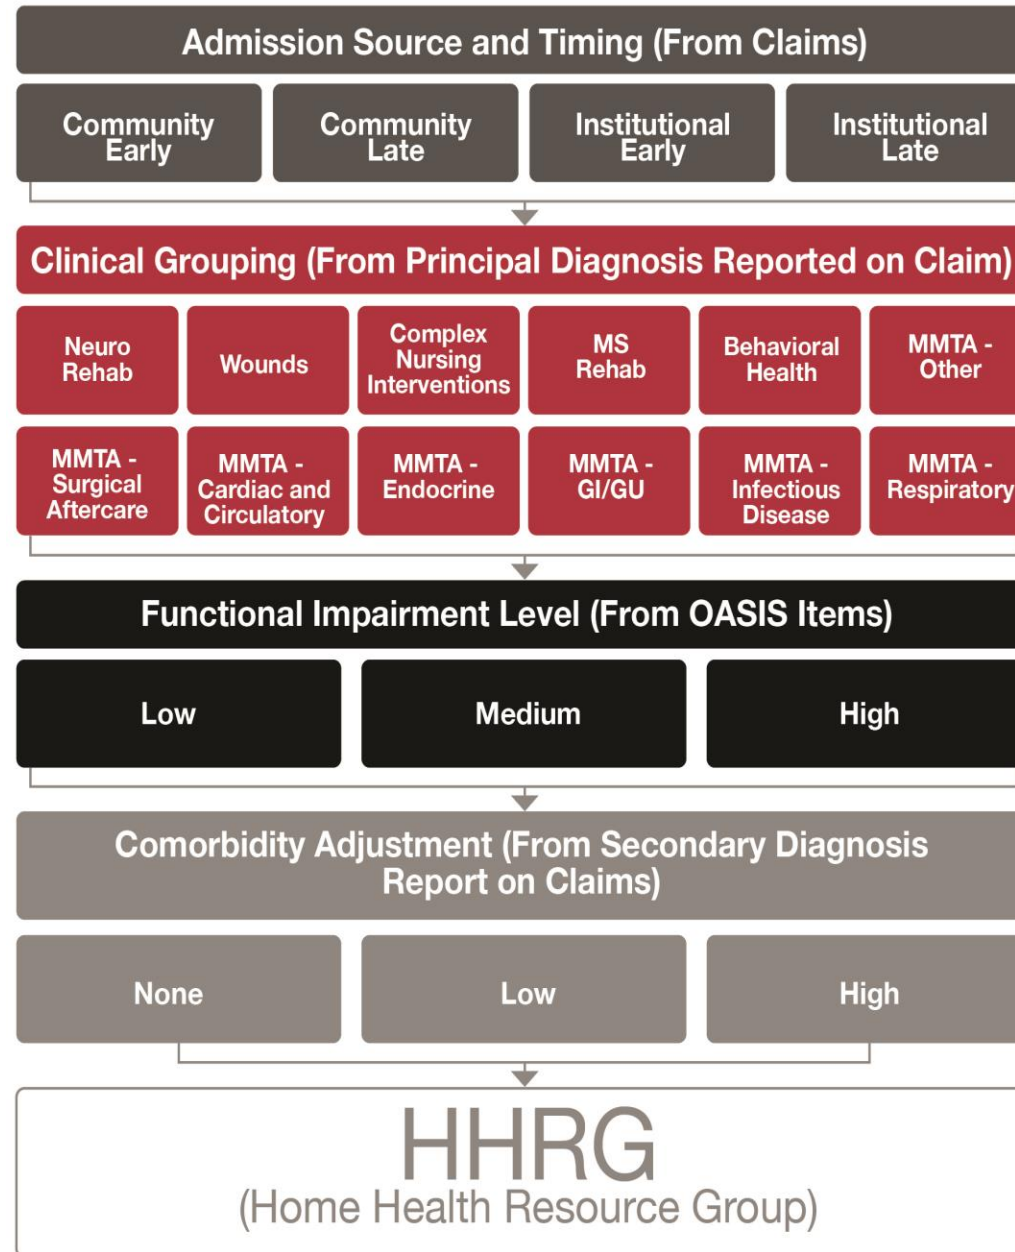 Admission Source and Timing (From Claims)
Community
Early
Community
Late
Institutional
Early
Institutional
Late
Clinical Grouping (From Principal Diagnosis Reported on Claim)
Neuro
Rehab
Wounds
Complex
Nursing
Interventions
MS
Rehab
Behavioral
Health
MMTA -
Other
MMTA -
Surgical
Aftercare
MMTA -
Cardiac and
Circulatory
MMTA -
Endocrine
MMTA -
GI/GU
MMTA -
Infectious
Disease
MMTA -
Respiratory
Functional Impairment Level (From OASIS Items)
Low
Medium
High
Comorbidity Adjustment (From Secondary Diagnosis
Report on Claims)
None
Low
High
HHRG
(Home Health Resource Group)